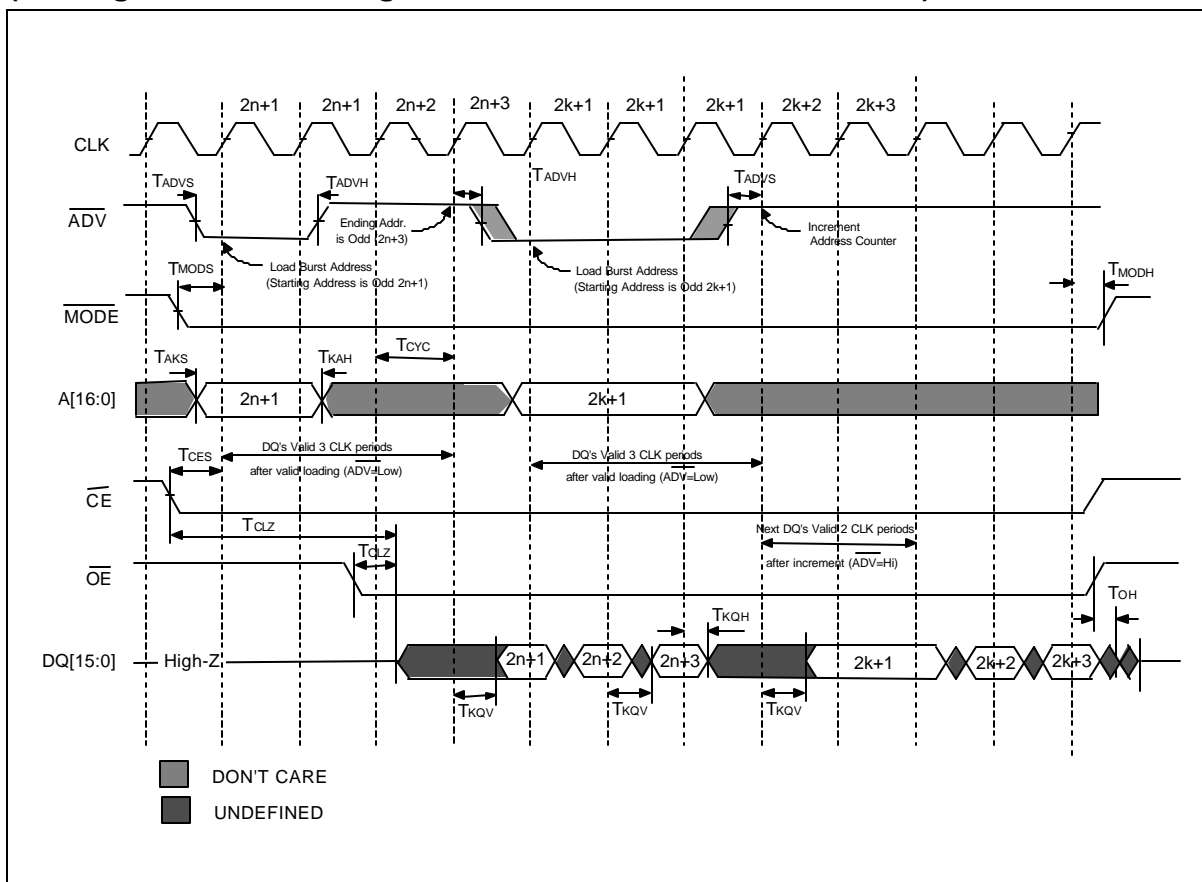 2n+1 2n+1 2n+2 2n+3 2k+1 2k+1 2k+1 2k+2 2k+3
CLK
TADVS TADVH TADVH TADVS
ADV
Ending Addr.
is Odd (2n+3)
Increment
Address Counter
Load Burst Address
(Starting Address is Odd 2n+1)
Load Burst Address
(Starting Address is Odd 2k+1)
TMODS TMODH
MODE
TCYC
TAKS TKAH
A[16:0] 2n+1 2k+1
TCES
DQ's Valid 3 CLK periods
after valid loading (ADV=Low)
DQ's Valid 3 CLK periods
after valid loading (ADV=Low)
CE
TCLZ
Next DQ's Valid 2 CLK periods
after increment (ADV=Hi)
TCLZ
OE
TOH
TKQH
DQ[15:0] High-Z 2n+1 2n+2 2n+3 2k+1 2k+2 2k+3
TKQV TKQV TKQV
DON'T CARE
UNDEFINED